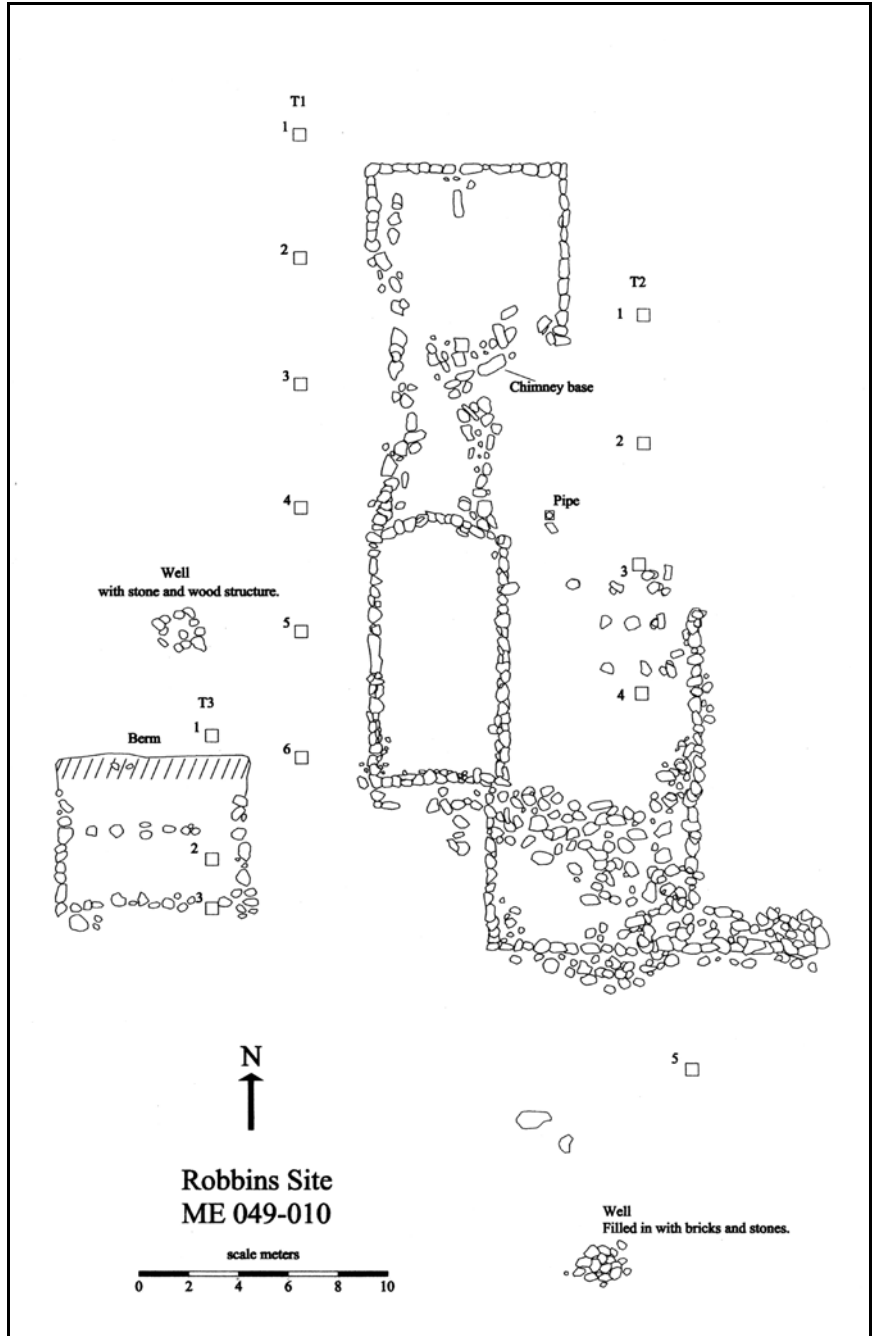 T1
1
2
T2
1
3
Chimney base
2
4
Pipe
Well
with stone and wood structure.
3
5
T3
4
1
Berm
6
2
3
N
5
Robbins Site
ME 049-010
Well
Filled in with bricks and stones.
scale meters
0 2 4 6 8 10